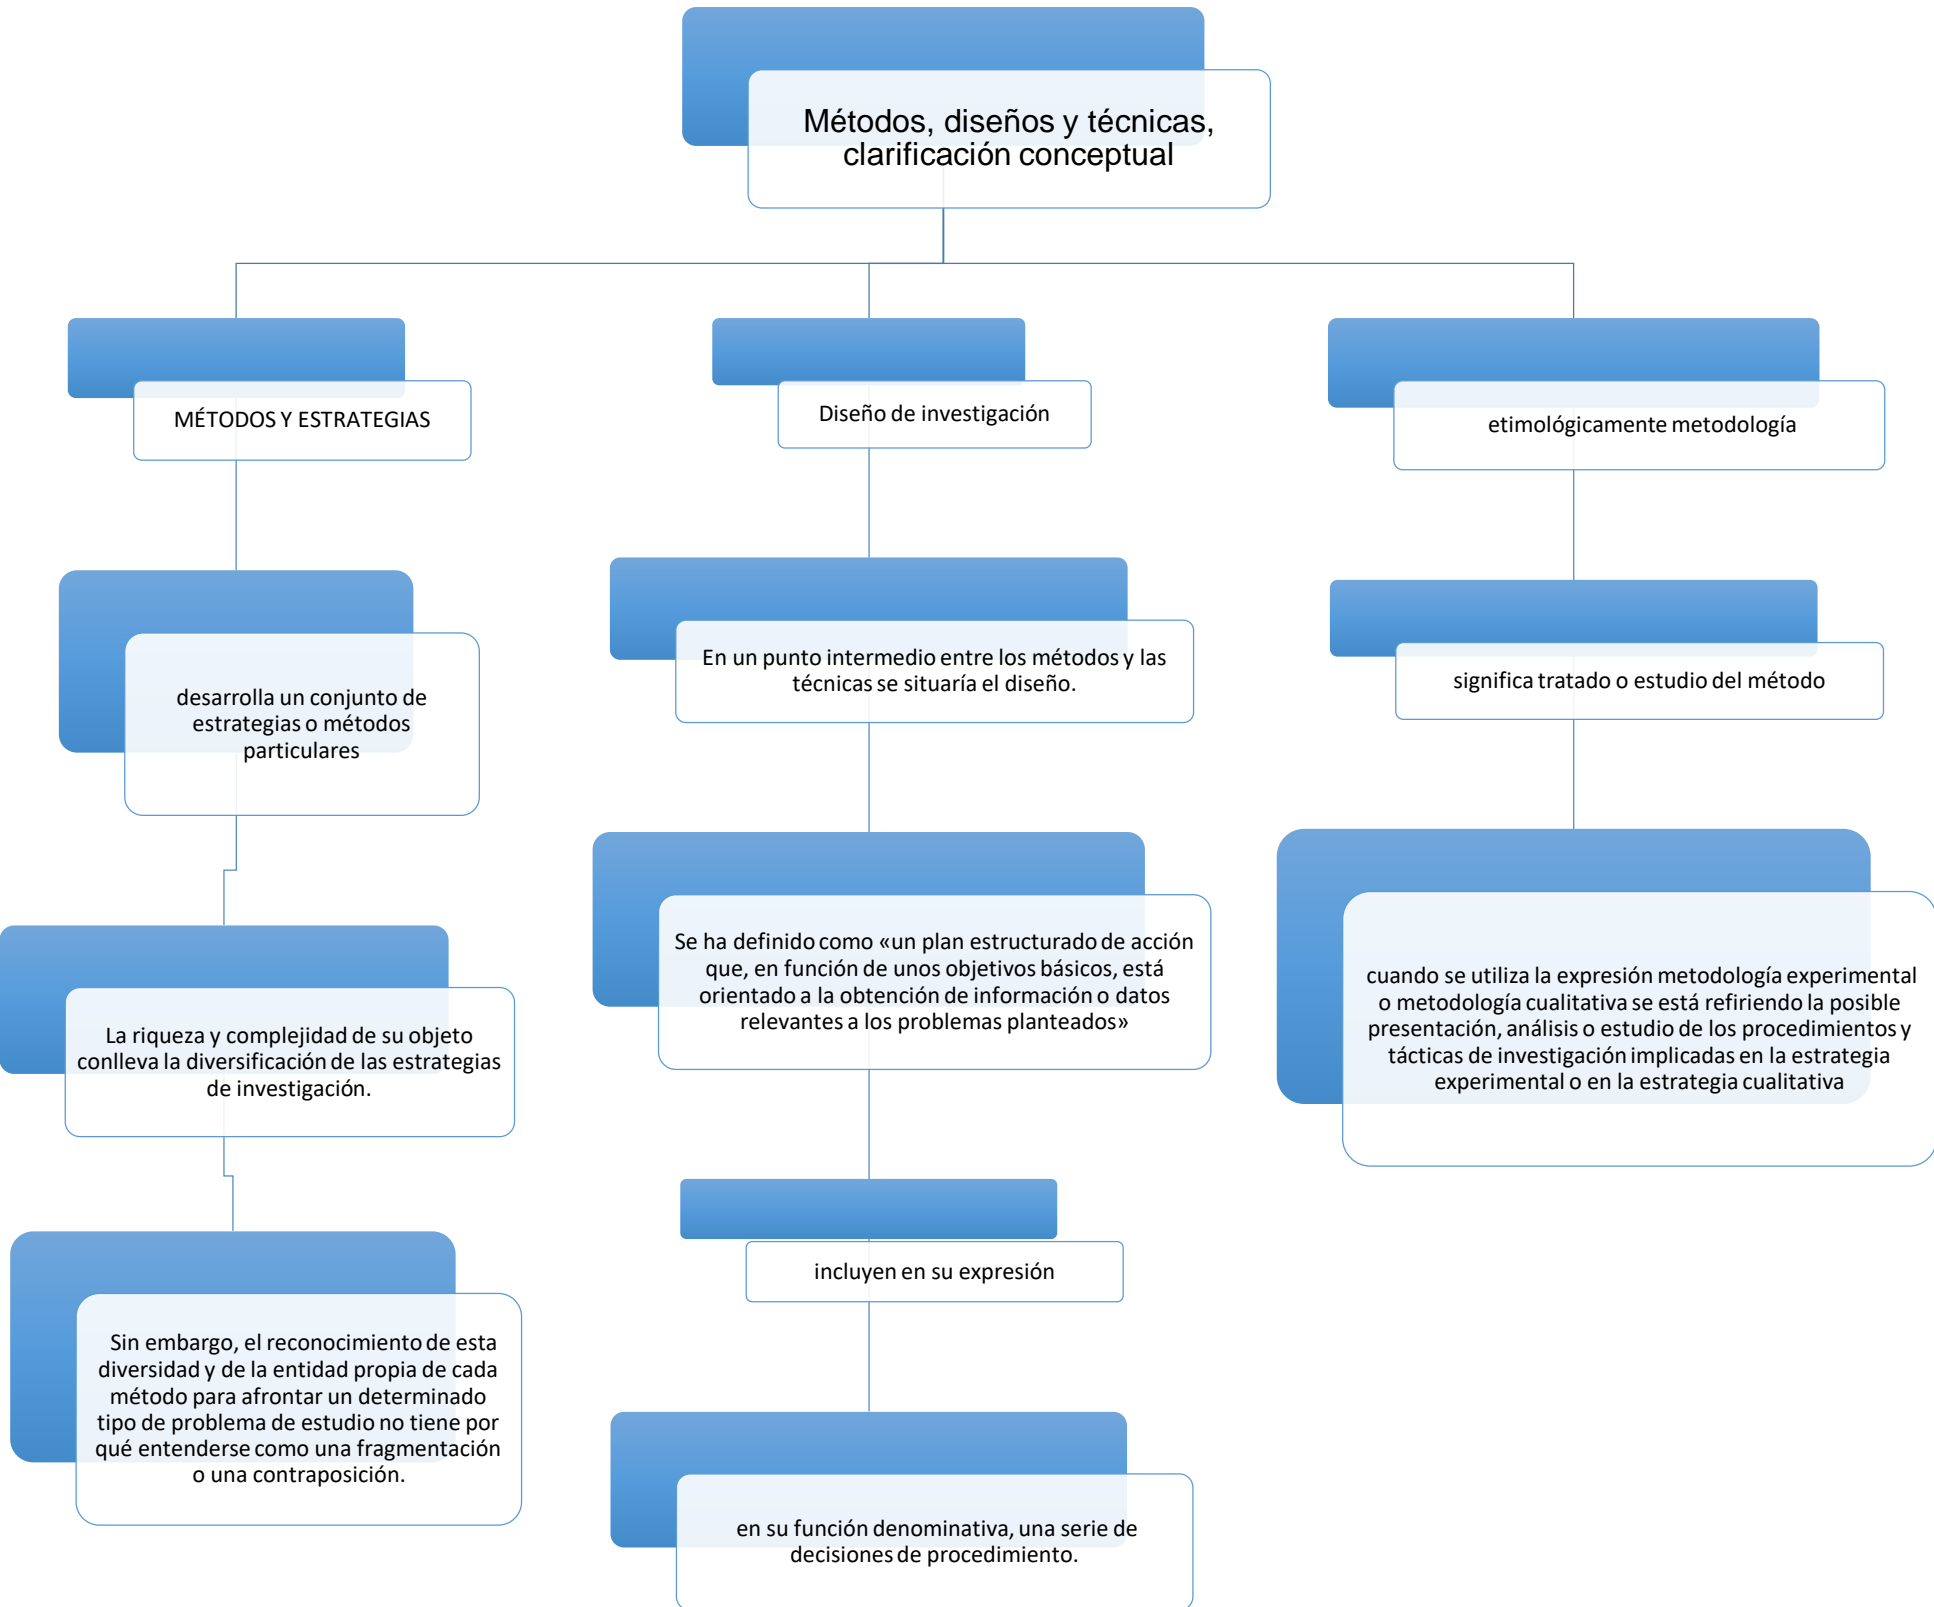 Métodos, diseños y técnicas,
clarificación conceptual
MÉTODOS Y ESTRATEGIAS
desarrolla un conjunto de
estrategias o métodos
particulares
La riqueza y complejidad de su objeto
conlleva la diversificación de las estrategias
de investigación.
Sin embargo, el reconocimiento de esta
diversidad y de la entidad propia de cada
método para afrontar un determinado
tipo de problema de estudio no tiene por
qué entenderse como una fragmentación
o una contraposición.
Diseño de investigación
En un punto intermedio entre los métodos y las
técnicas se situaría el diseño.
Se ha definido como «un plan estructurado de acción
que, en función de unos objetivos básicos, está
orientado a la obtención de información o datos
relevantes a los problemas planteados»
incluyen en su expresión
en su función denominativa, una serie de
decisiones de procedimiento.
etimológicamente metodología
significa tratado o estudio del método
cuando se utiliza la expresión metodología experimental
o metodología cualitativa se está refiriendo la posible
presentación, análisis o estudio de los procedimientos y
tácticas de investigación implicadas en la estrategia
experimental o en la estrategia cualitativa